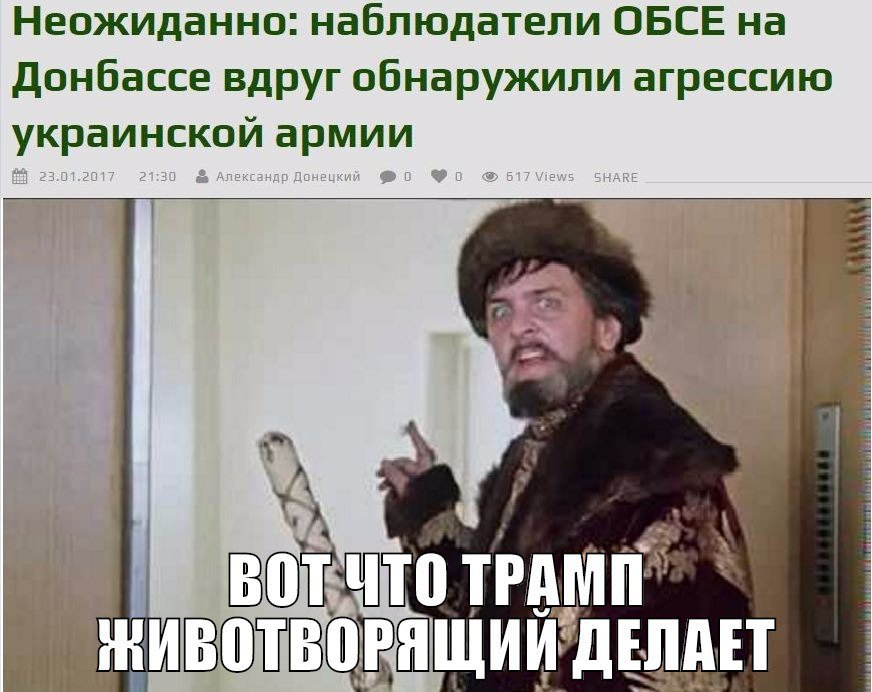 Неожиданно: наблюдатели ОБСЕ на
Донбассе вдруг обнаружили агрессию
украинской армии
23.01.2017 21:30 Александр Донецкий 0 0 617 Views SHARE
ВОТ ЧТО ТРАМП
ЖИВОТВОРЯЩИЙ ДЕЛАЕТ